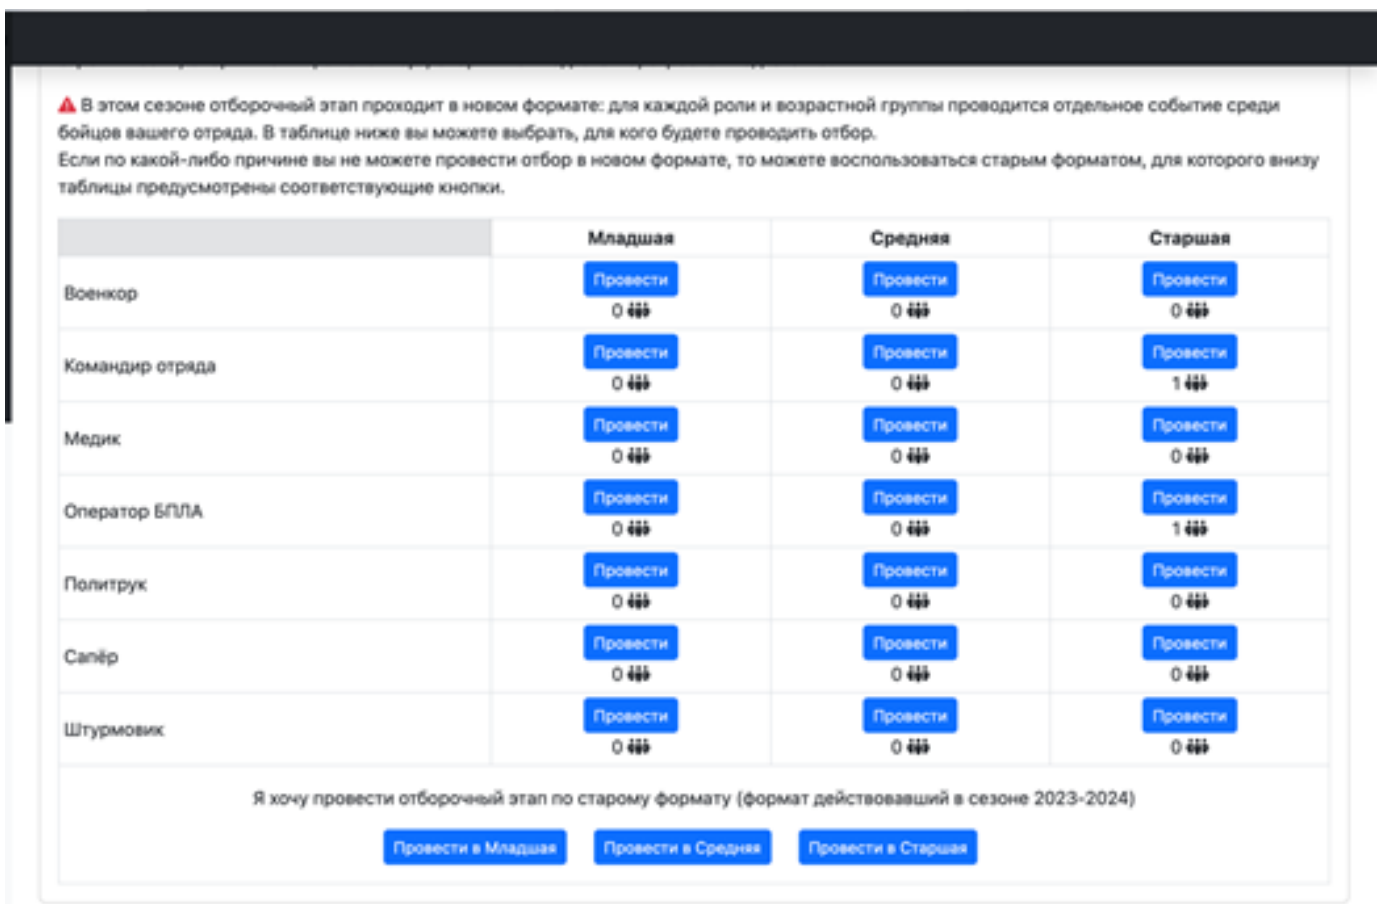 В этом сезоне отборочный этап проходит в новом формате: для каждой роли и возрастной группы проводится отдельное событие среди
бойцов вашего отряда. В таблице ниже вы можете выбрать, для кого будете проводить отбор.
Если по какой-либо причине вы не можете провести отбор в новом формате, то можете воспользоваться старым форматом, для которого внизу
таблицы предусмотрены соответствующие кнопки.
Младшая Средняя Старшая
Военкор Провести Провести Провести
0 0 0
Командир отряда Провести Провести Провести
0 0 1
Медик Провести Провести Провести
0 0 0
Оператор БПЛА Провести Провести Провести
0 0 1
Политрук Провести Провести Провести
0 0 0
Сапёр Провести Провести Провести
0 0 0
Штурмовик Провести Провести Провести
0 0 0
Я хочу провести отборочный этап по старому формату (формат действовавший в сезоне 2023-2024)
Провести в Младшая Провести в Средняя Провести в Старшая